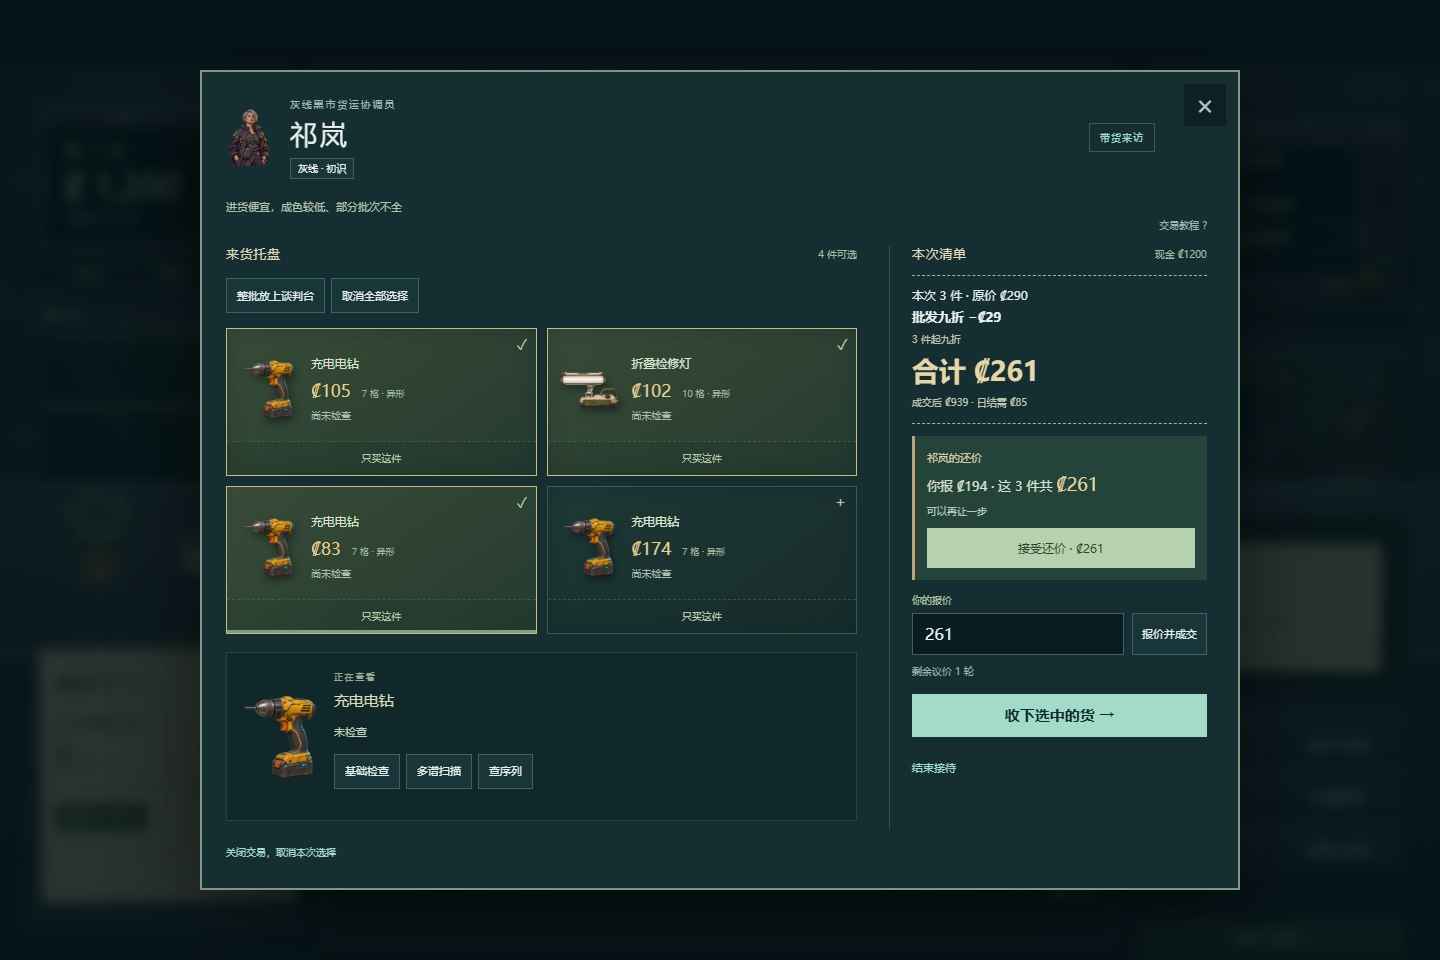 灰线黑市货运协调员
祁岚
灰线 · 初识
带货来访
×
进货便宜，成色较低、部分批次不全
交易教程 ?
来货托盘
4 件可选
整批放上谈判台
取消全部选择
✓
充电电钻
₡105 7 格 · 异形
尚未检查
只买这件
✓
折叠检修灯
₡102 10 格 · 异形
尚未检查
只买这件
✓
充电电钻
₡83 7 格 · 异形
尚未检查
只买这件
+
充电电钻
₡174 7 格 · 异形
尚未检查
只买这件
正在查看
充电电钻
未检查
基础检查
多谱扫描
查序列
关闭交易，取消本次选择
本次清单
现金 ₡1200
本次 3 件 · 原价 ₡290
批发九折 −₡29
3 件起九折
合计 ₡261
成交后 ₡939 · 日结需 ₡85
祁岚的还价
你报 ₡194 · 这 3 件共 ₡261
可以再让一步
接受还价 · ₡261
你的报价
261
报价并成交
剩余议价 1 轮
收下选中的货 →
结束接待